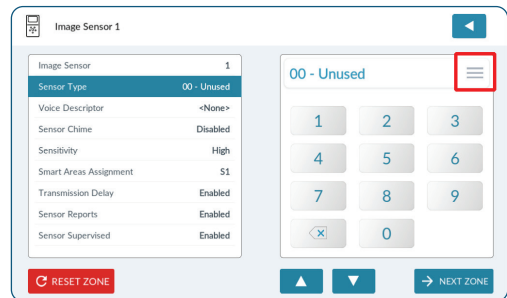 Image Sensor 1
Image Sensor 1
Sensor Type 00 - Unused
Voice Descriptor <None>
Sensor Chime Disabled
Sensitivity High
Smart Areas Assignment S1
Transmission Delay Enabled
Sensor Reports Enabled
Sensor Supervised Enabled
00 - Unused
1 2 3
4 5 6
7 8 9
0
RESET ZONE
NEXT ZONE